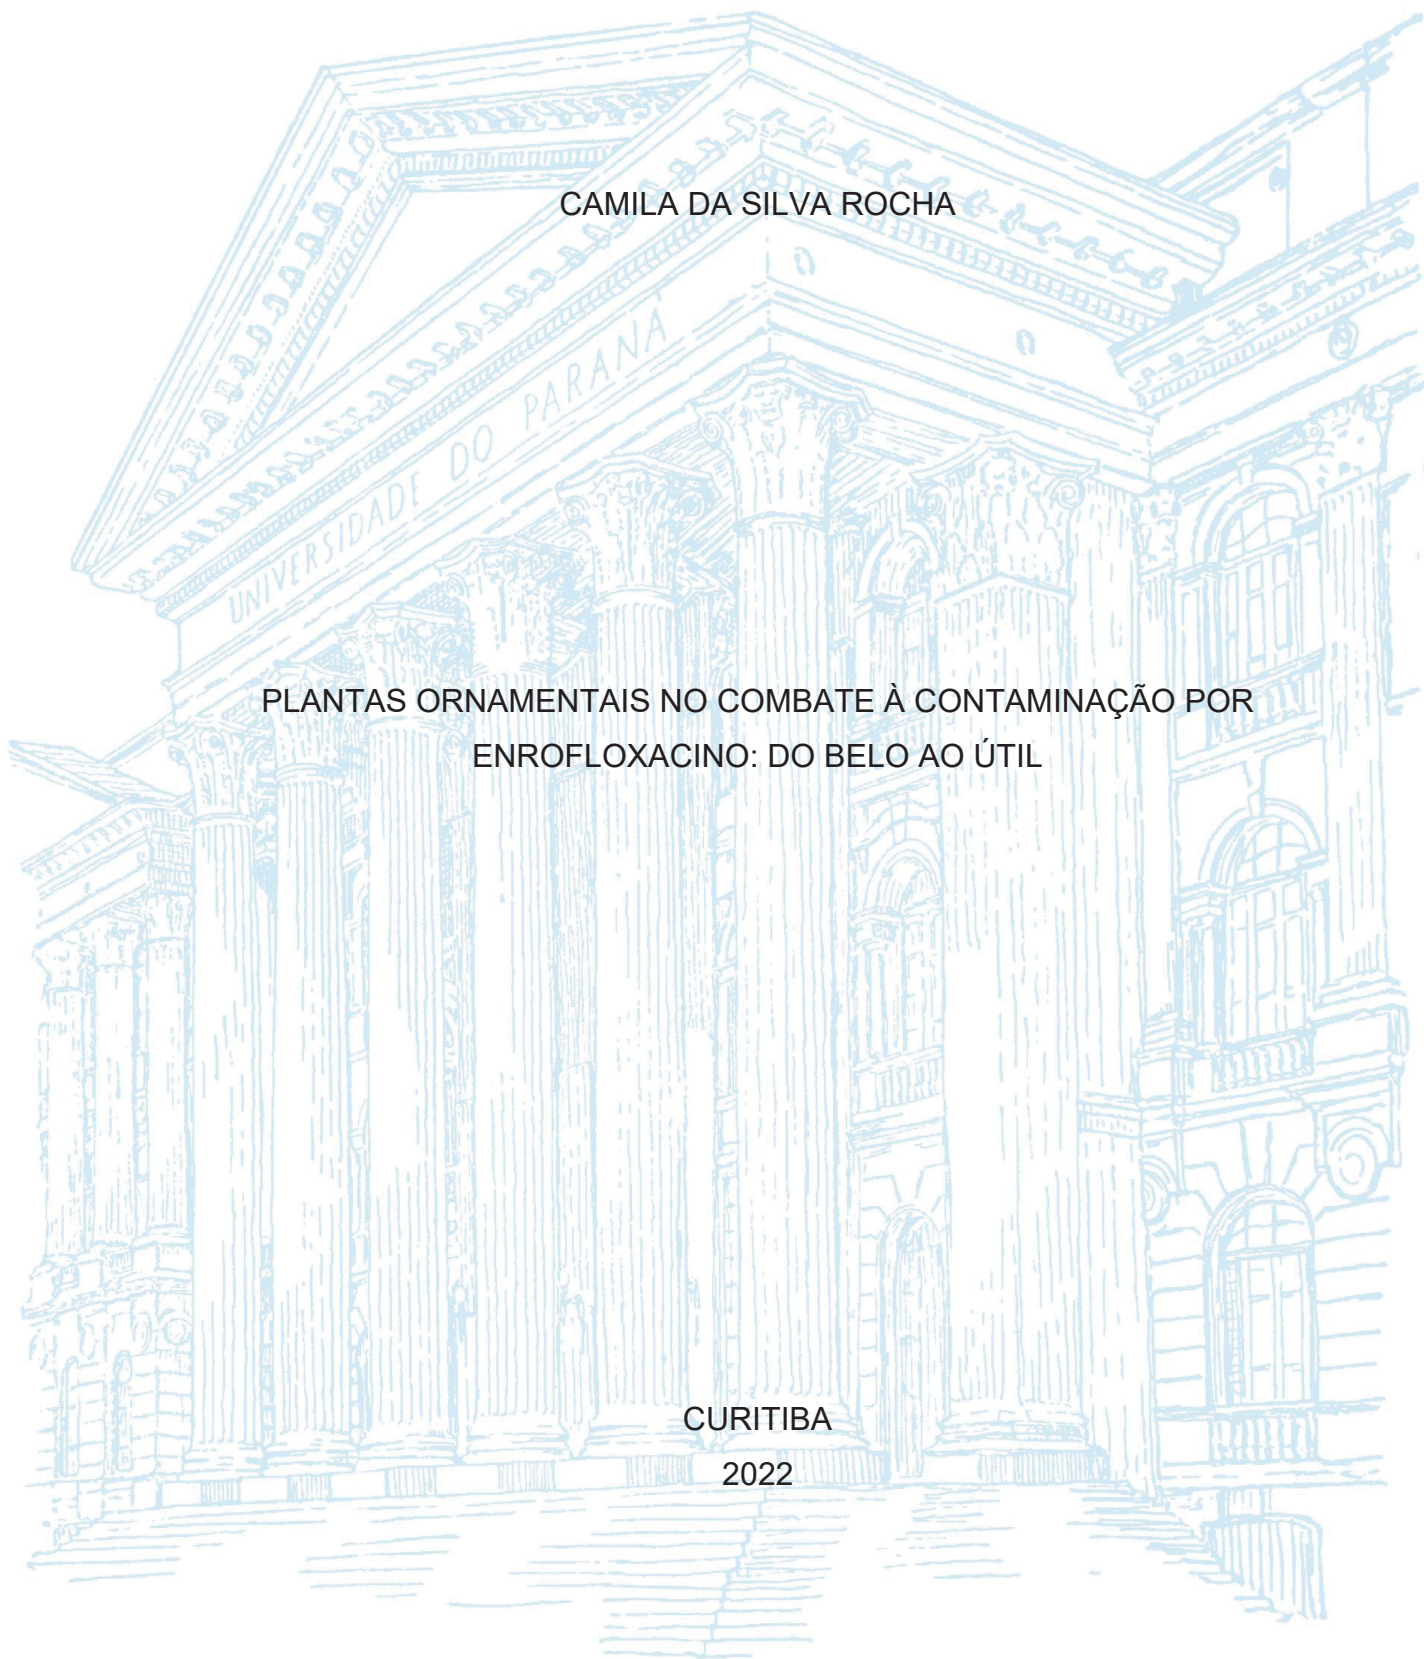 CAMILA DA SILVA ROCHA
UNIVERSIDADE DO PARANÁ
PLANTAS ORNAMENTAIS NO COMBATE À CONTAMINAÇÃO POR
ENROFLOXACINO: DO BELO AO ÚTIL
CURITIBA
2022